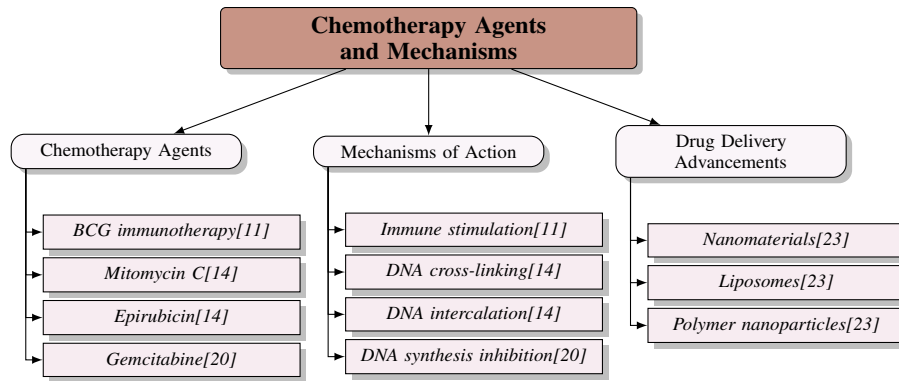 Chemotherapy Agents
and Mechanisms
Chemotherapy Agents
BCG immunotherapy[11]
Mitomycin C[14]
Epirubicin[14]
Gemcitabine[20]
Mechanisms of Action
Immune stimulation[11]
DNA cross-linking[14]
DNA intercalation[14]
DNA synthesis inhibition[20]
Drug Delivery
Advancements
Nanomaterials[23]
Liposomes[23]
Polymer nanoparticles[23]